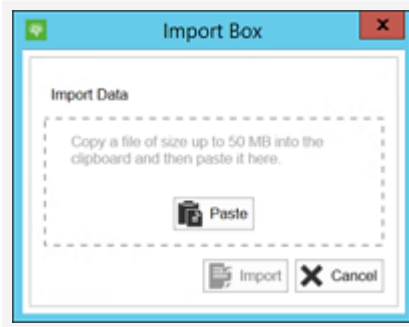 Import Box
Import Data
Copy a file of size up to 50 MB into the
clipboard and then paste it here.
Paste
Import
Cancel